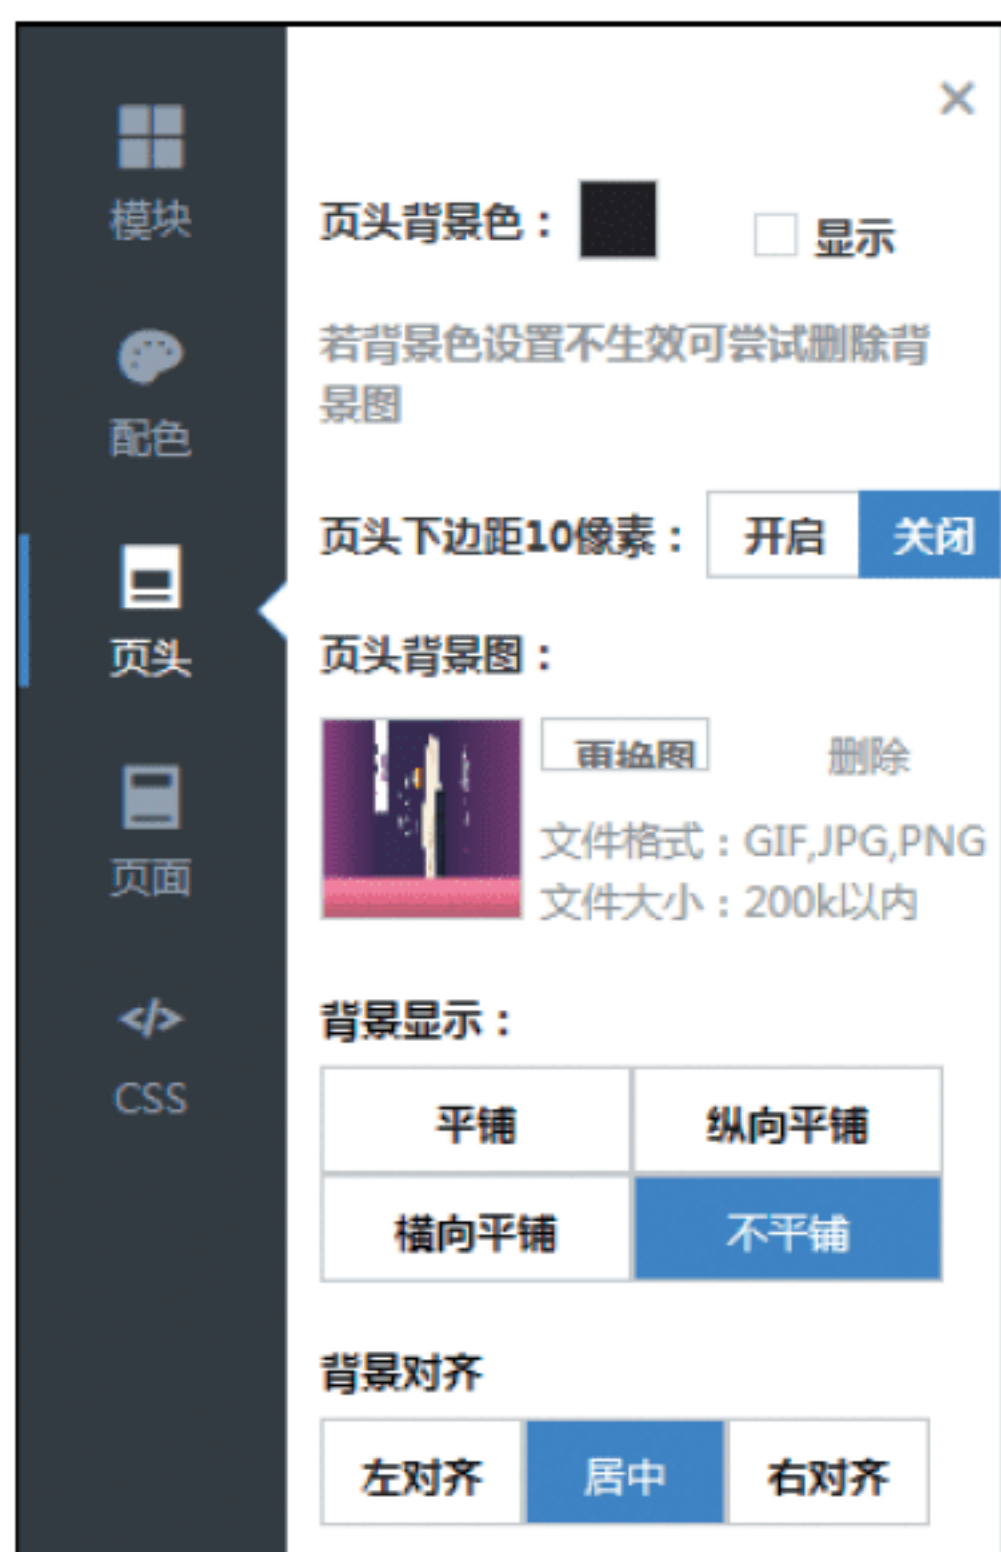 模块
配色
页头
页面
CSS
页头背景色： 显示
若背景色设置不生效可尝试删除背
景图
页头下边距10像素： 开启 关闭
页头背景图：
更换图 删除
文件格式：GIF,JPG,PNG
文件大小：200k以内
背景显示：
平铺 纵向平铺
横向平铺 不平铺
背景对齐
左对齐 居中 右对齐